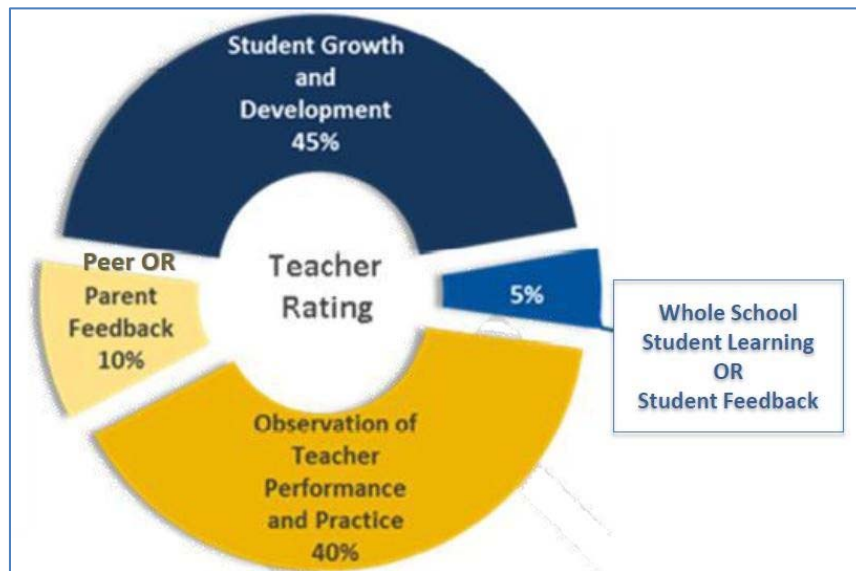 Student Growth
and
Development
45%
Peer OR
Parent
Feedback
10%
Teacher
Rating
5%
Whole School
Student Learning
OR
Student Feedback
Observation of
Teacher
Performance
and Practice
40%